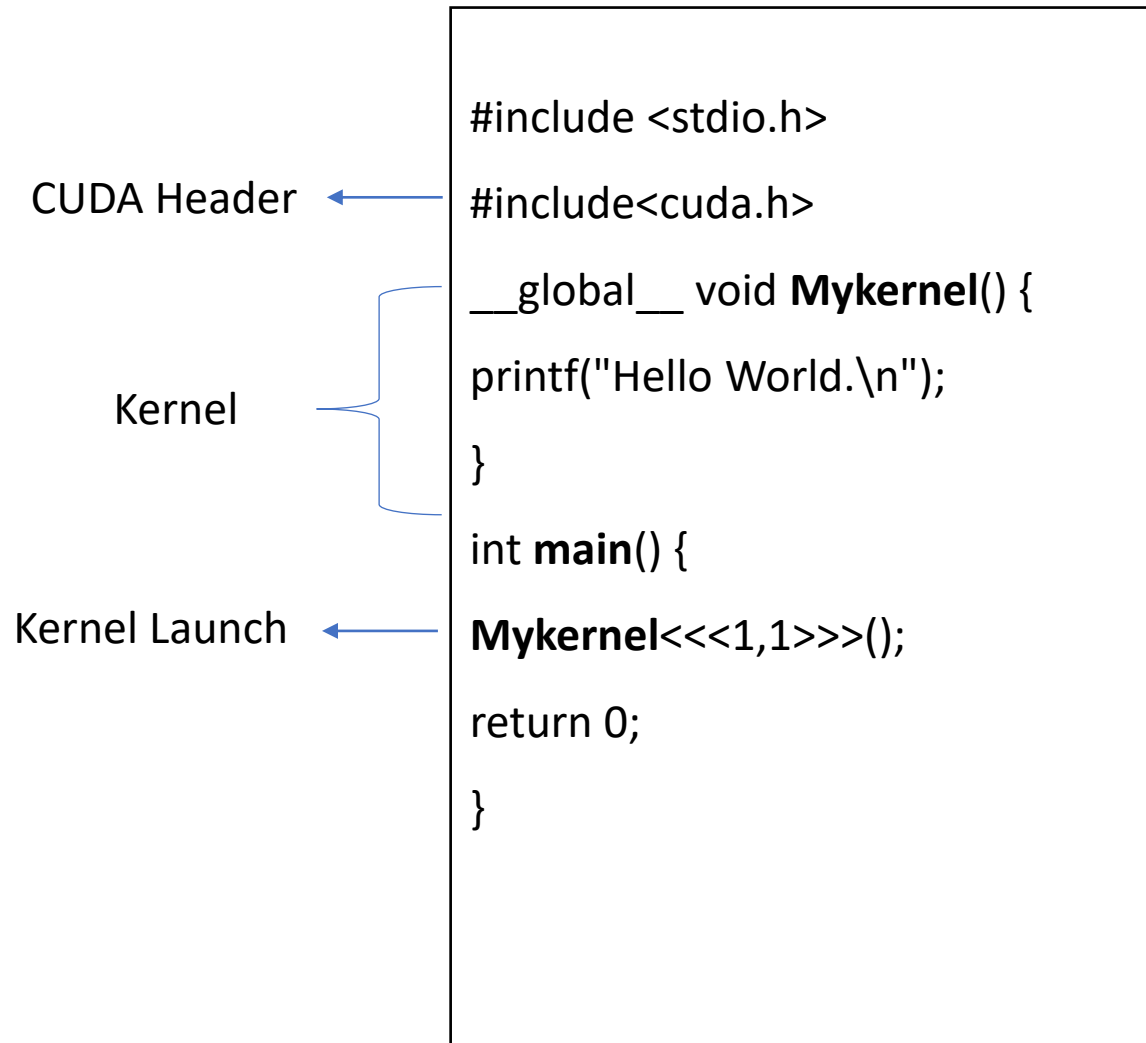 #include <stdio.h>
CUDA Header
#include<cuda.h>
__global__ void Mykernel() {
printf("Hello World.\n");
Kernel
}
int main() {
Kernel Launch
Mykernel<<<1,1>>>();
return 0;
}